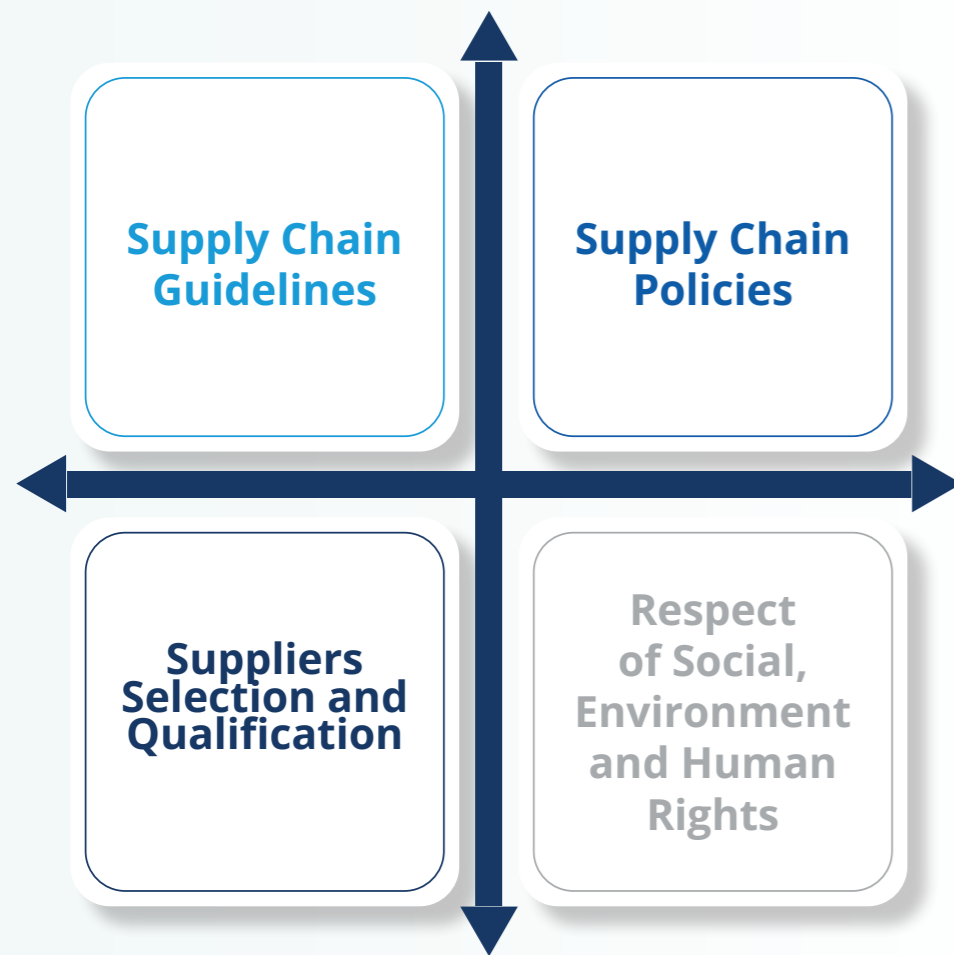 Supply Chain
Guidelines
Supply Chain
Policies
Suppliers
Selection and
Qualification
Respect
of Social,
Environment
and Human
Rights